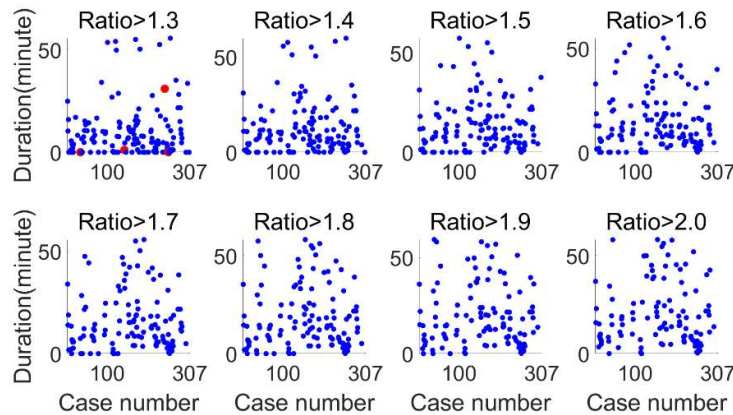 Ratio>1.3 Ratio>1.4 Ratio>1.5 Ratio>1.6
Duration(minute)
50 50 50 50
0 0 0 0
100 307 100 307 100 307 100 307
Ratio>1.7 Ratio>1.8 Ratio>1.9 Ratio>2.0
Duration(minute)
50 50 50 50
0 0 0 0
100 307 100 307 100 307 100 307
Case number Case number Case number Case number